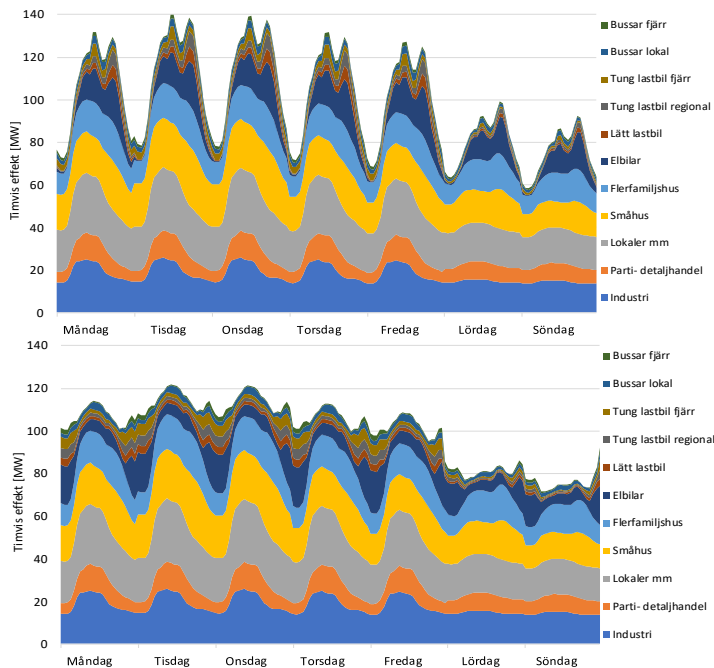 140
120
100
80
60
40
20
0
Timvis effekt [MW]
Måndag Tisdag Onsdag Torsdag Fredag Lördag Söndag
Bussar fjärr
Bussar lokal
Tung lastbil fjärr
Tung lastbil regional
Lätt lastbil
Elbilar
Flerfamiljshus
Småhus
Lokaler mm
Parti- detaljhandel
Industri
140
120
100
80
60
40
20
0
Timvis effekt [MW]
Måndag Tisdag Onsdag Torsdag Fredag Lördag Söndag
Bussar fjärr
Bussar lokal
Tung lastbil fjärr
Tung lastbil regional
Lätt lastbil
Elbilar
Flerfamiljshus
Småhus
Lokaler mm
Parti- detaljhandel
Industri